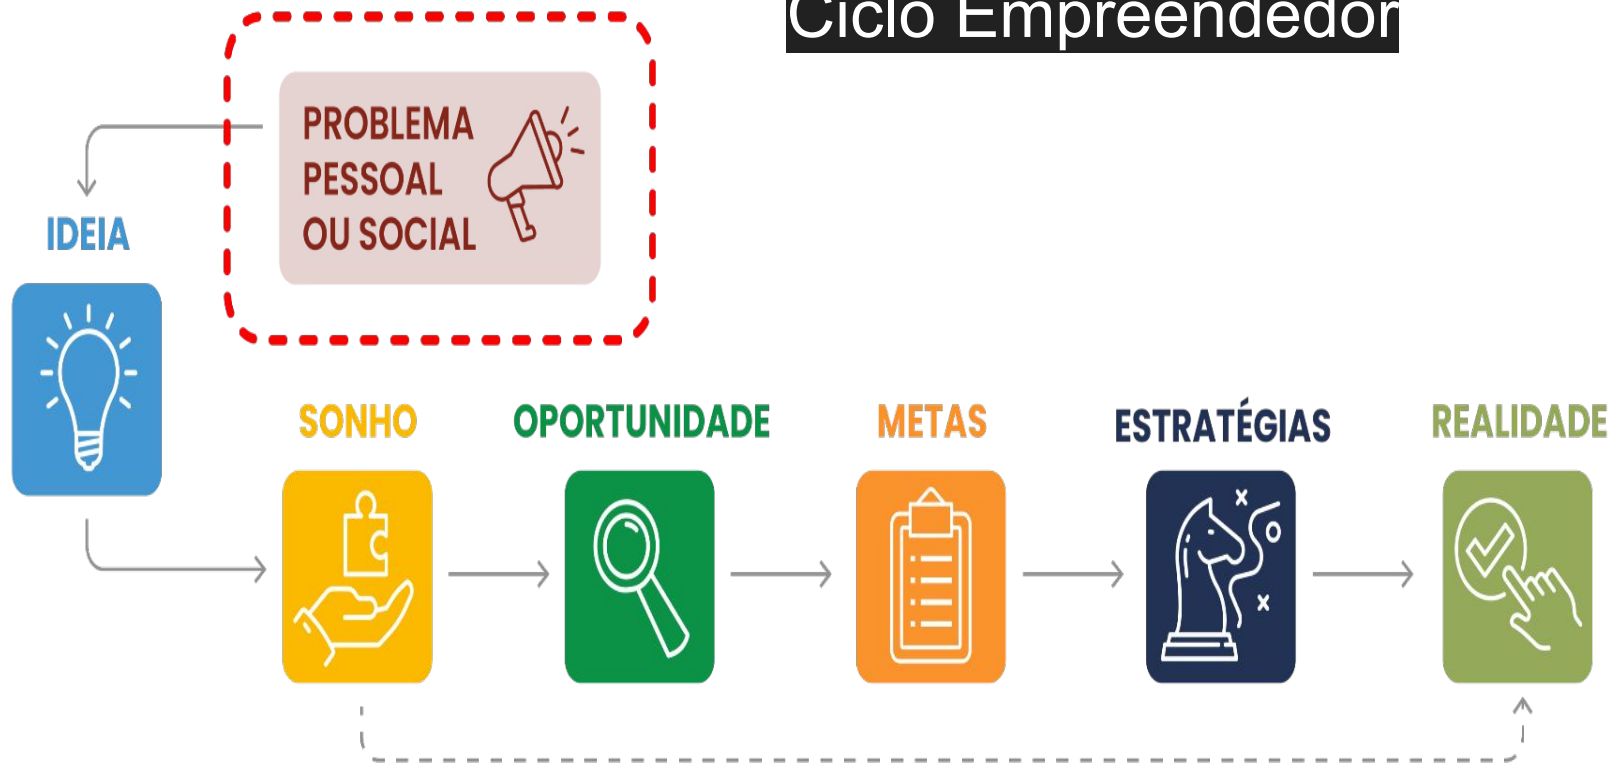 Ciclo Empreendedor
PROBLEMA
PESSOAL
OU SOCIAL
IDEIA
SONHO
OPORTUNIDADE
METAS
ESTRATÉGIAS
REALIDADE